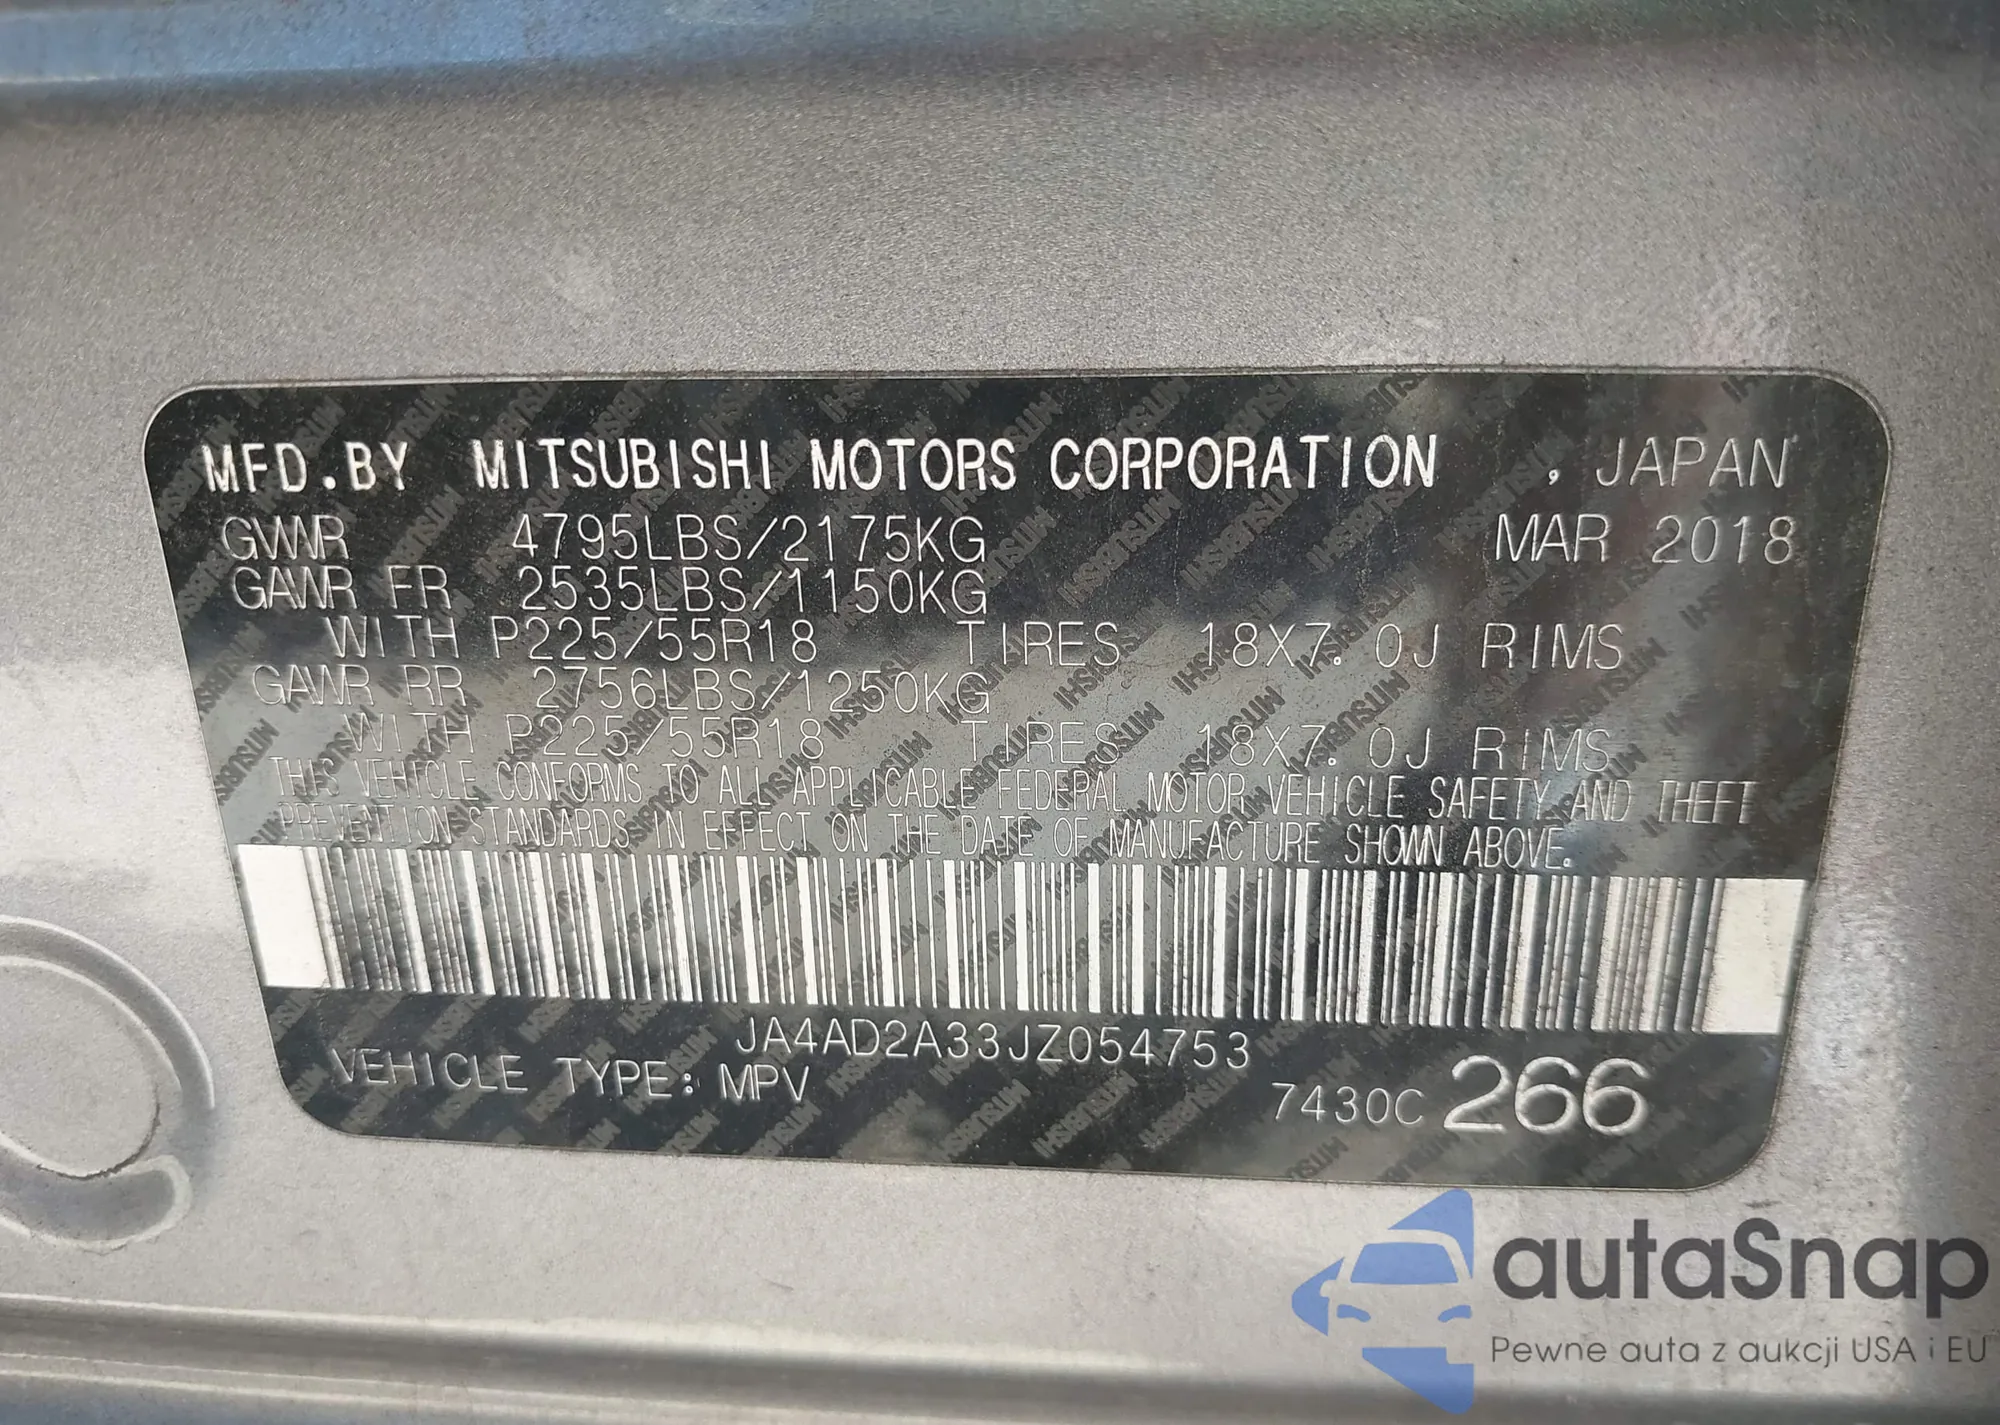 MFD.BY MITSUBISHI MOTORS CORPORATION , JAPAN
GVWR 4795LBS/2175KG MAR 2018
GAWR FR 2535LBS/1150KG
WITH P225/55R18 TIRES 18X7.0J RIMS
GAWR RR 2756LBS/1250KG
WITH P225/55R18 TIRES 18X7.0J RIMS
THIS VEHICLE CONFORMS TO ALL APPLICABLE FEDERAL MOTOR VEHICLE SAFETY AND THEFT
PREVENTION STANDARDS IN EFFECT ON THE DATE OF MANUFACTURE SHOWN ABOVE.
JA4AD2A33JZ054753
VEHICLE TYPE: MPV
7430C 266
autaSnap
Pewne auta z aukcji USA i EU